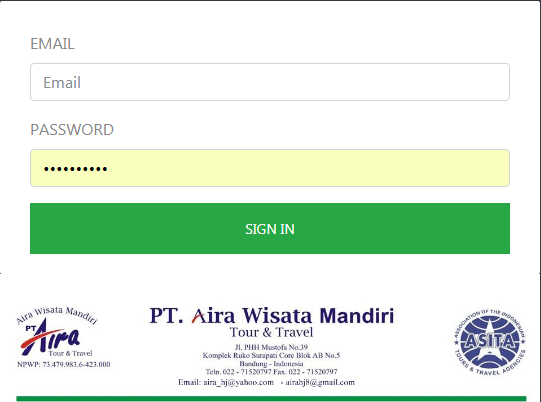 EMAIL
Email
PASSWORD
••••••••••
SIGN IN
Aira Wisata Mandiri
PT.
Aira
Tour & Travel
NPWP: 73.479.983.6-423.000
PT. Aira Wisata Mandiri
Tour & Travel
Jl. PHH Mustofa No.39
Komplek Ruko Surapati Core Blok AB No.5
Bandung - Indonesia
Telp. 022 - 71520797 Fax. 022 - 71520797
Email: aira_hj@yahoo.com - airahj8@gmail.com
ASSOCIATION OF THE INDONESIAN
ASITA
TOURS & TRAVEL AGENCIES